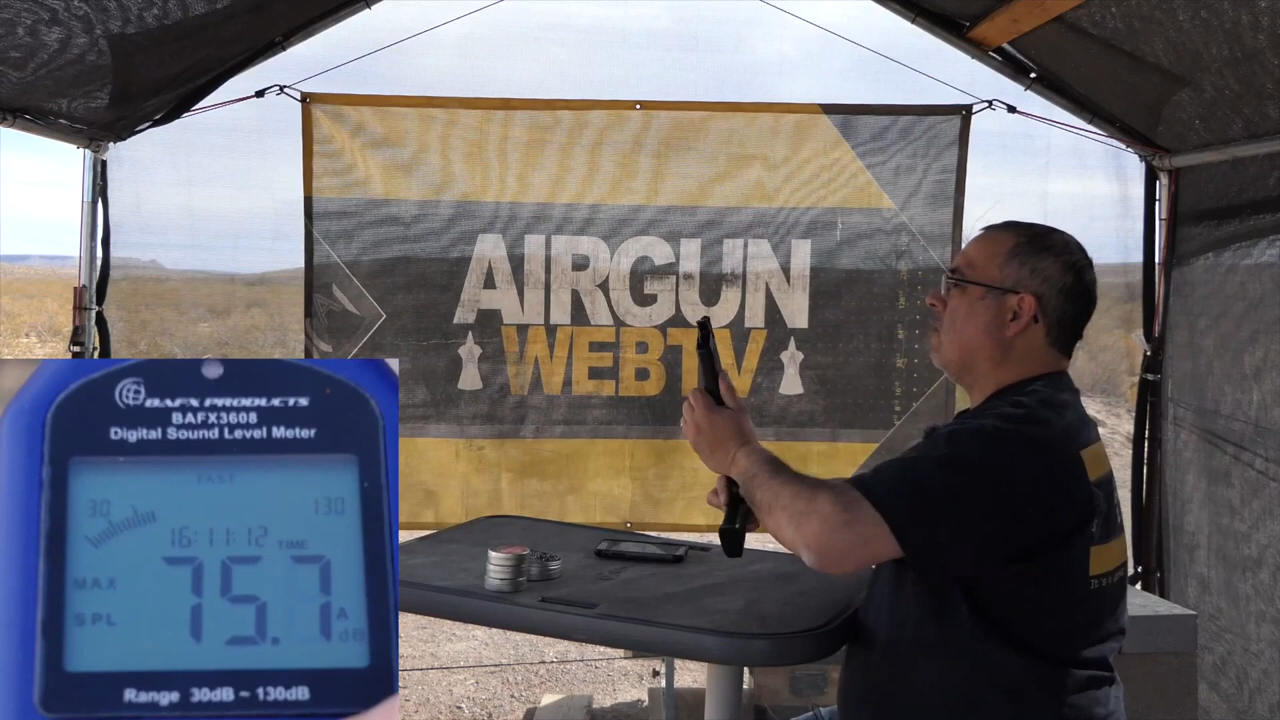 AIRGUN
WEBTV
BAFX PRODUCTS
BAFX3608
Digital Sound Level Meter
FAST
30
130
16:11:12 TIME
MAX
SPL
75.7
A
dB
Range 30dB ~ 130dB